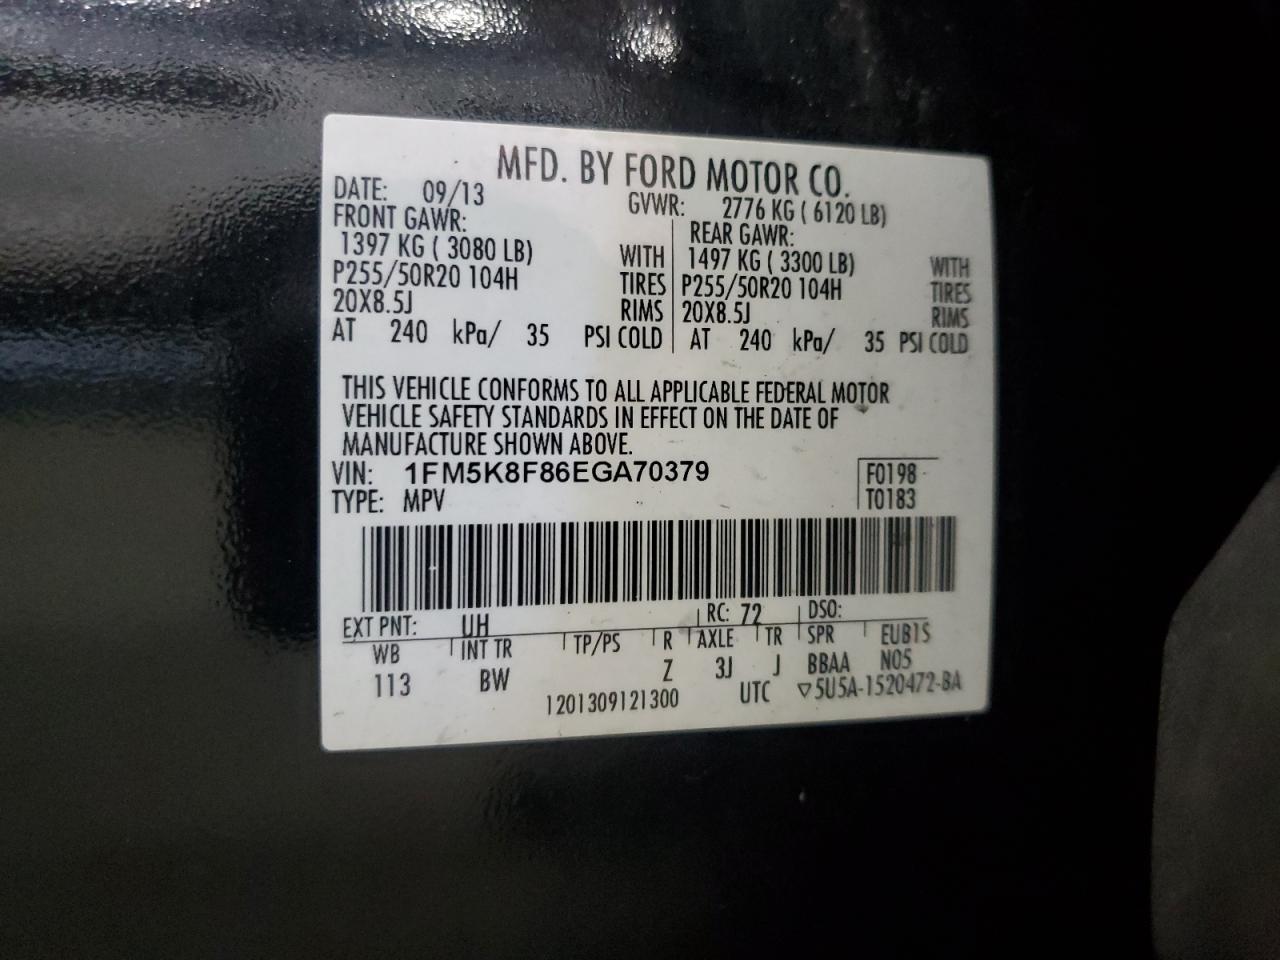 MFD. BY FORD MOTOR CO.
DATE: 09/13 GVWR: 2776 KG ( 6120 LB)
FRONT GAWR: REAR GAWR:
1397 KG ( 3080 LB) WITH 1497 KG ( 3300 LB) WITH
P255/50R20 104H TIRES P255/50R20 104H TIRES
20X8.5J RIMS 20X8.5J RIMS
AT 240 kPa/ 35 PSI COLD AT 240 kPa/ 35 PSI COLD
THIS VEHICLE CONFORMS TO ALL APPLICABLE FEDERAL MOTOR
VEHICLE SAFETY STANDARDS IN EFFECT ON THE DATE OF
MANUFACTURE SHOWN ABOVE.
VIN: 1FM5K8F86EGA70379 F0198
TYPE: MPV T0183
EXT PNT: UH RC: 72 DSO:
WB INT TR TP/PS R AXLE TR SPR EUB1S
113 BW Z 3J J BBAA N05
1201309121300 UTC ▽5U5A-1520472-BA